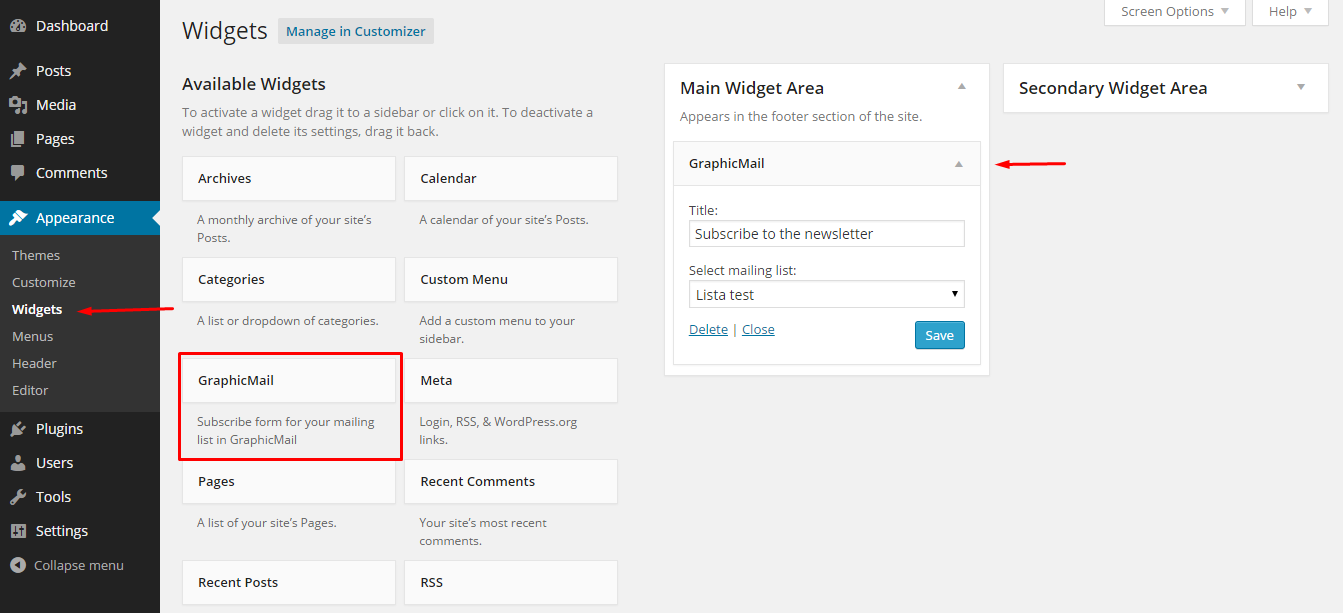 Dashboard
Posts
Media
Pages
Comments
Appearance
Themes
Customize
Widgets
Menus
Header
Editor
Plugins
Users
Tools
Settings
Collapse menu
Screen Options
Help
Widgets
Manage in Customizer
Available Widgets
To activate a widget drag it to a sidebar or click on it. To deactivate a
widget and delete its settings, drag it back.
Archives
A monthly archive of your site's
Posts.
Calendar
A calendar of your site's Posts.
Categories
A list or dropdown of categories.
Custom Menu
Add a custom menu to your
sidebar.
GraphicMail
Subscribe form for your mailing
list in GraphicMail
Meta
Login, RSS, & WordPress.org
links.
Pages
A list of your site's Pages.
Recent Comments
Your site's most recent
comments.
Recent Posts
RSS
Main Widget Area
Appears in the footer section of the site.
GraphicMail
Title:
Subscribe to the newsletter
Select mailing list:
Lista test
Delete | Close
Save
Secondary Widget Area